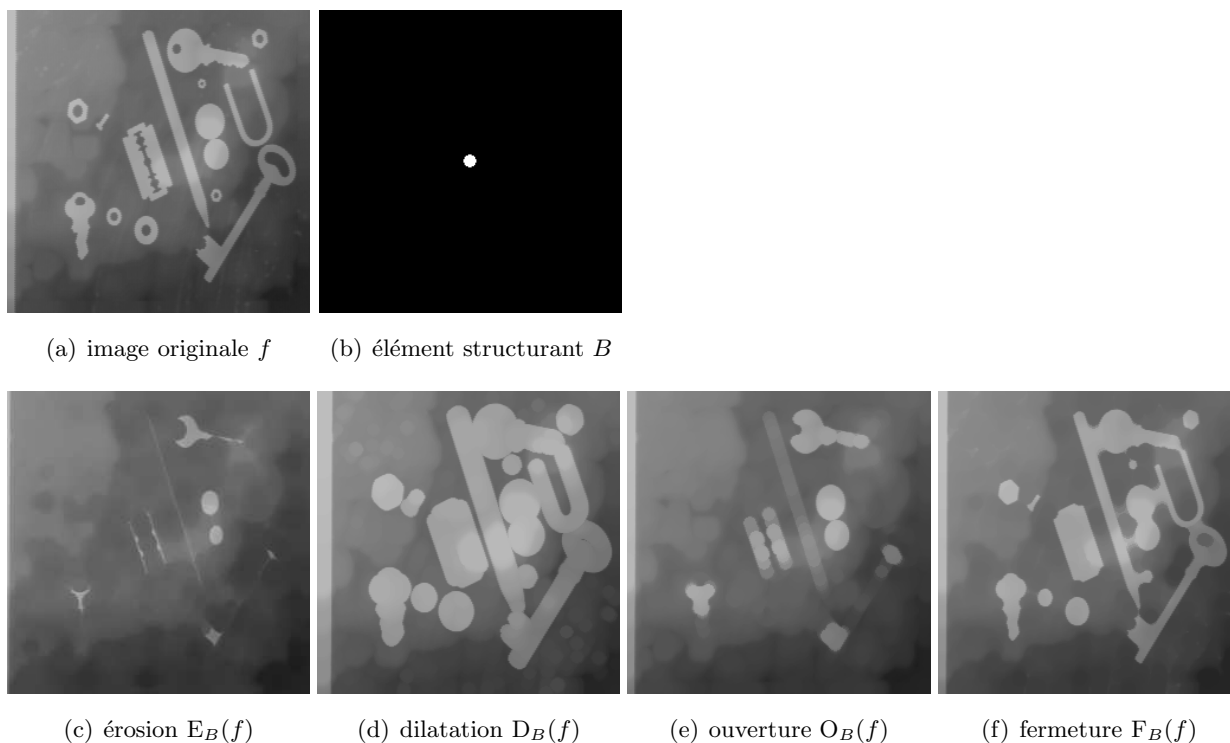 (a) image originale f (b) élément structurant B
(c) érosion E_B(f) (d) dilatation D_B(f) (e) ouverture O_B(f) (f) fermeture F_B(f)